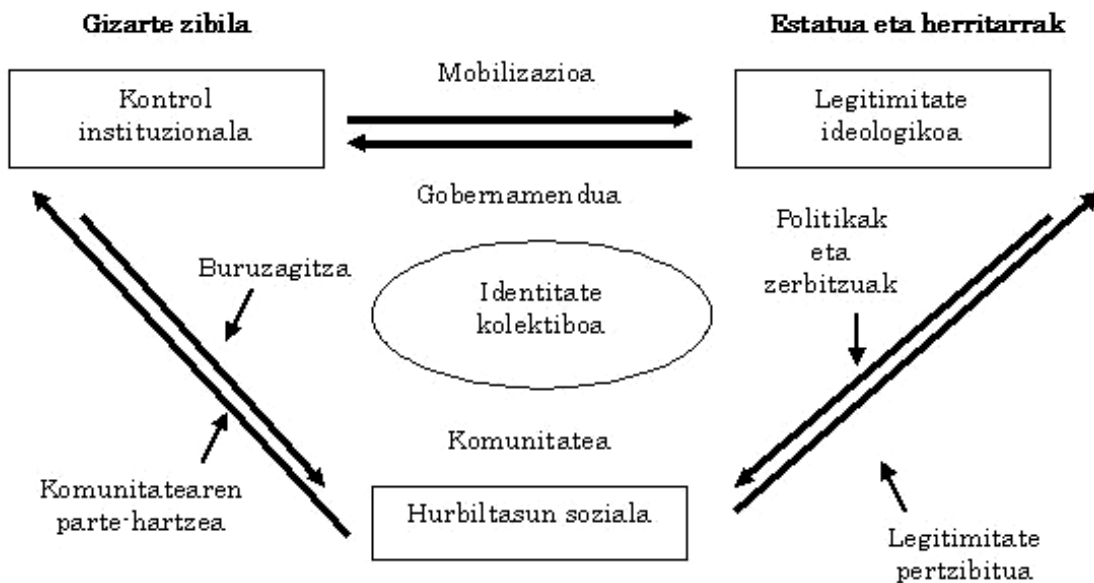 Gizarte zibila
Estatua eta herritarrak
Mobilizazioa
Kontrol
instituzionala
Legitimitate
ideologikoa
Gobernamendua
Politikak
eta
zerbitzuak
Buruzagitza
Identitate
kolektiboa
Komunitatea
Komunitatearen
parte-hartzea
Hurbiltasun soziala
Legitimitate
pertzibitua